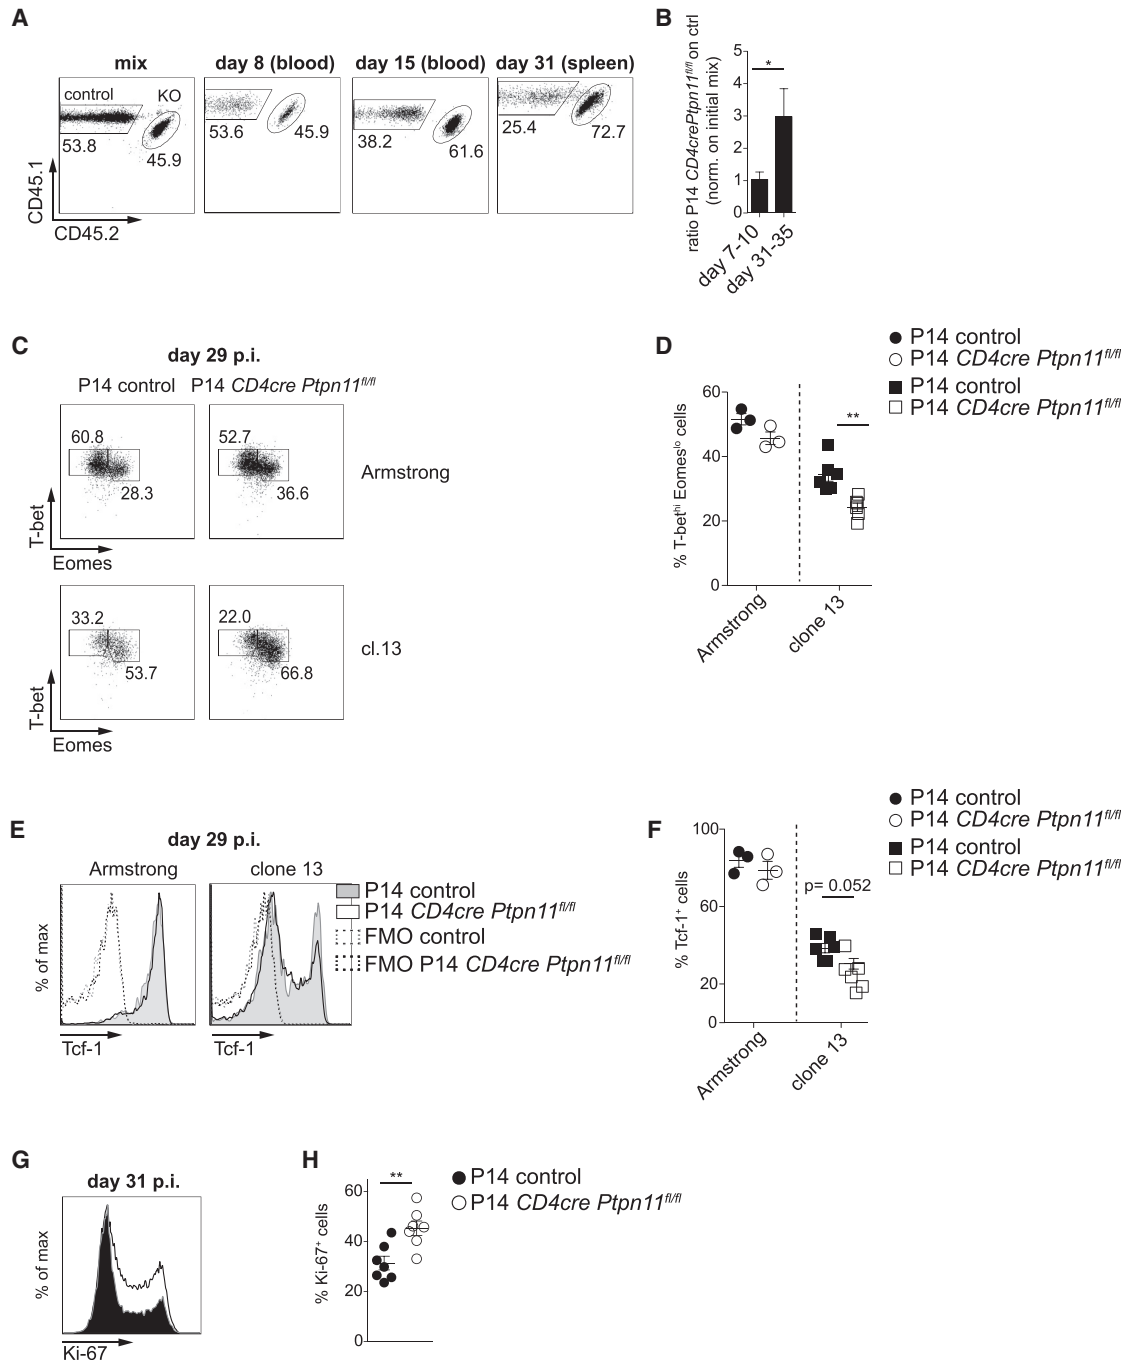 A
mix
day 8 (blood)
day 15 (blood)
day 31 (spleen)
control
KO
53.8
45.9
53.6
45.9
38.2
61.6
25.4
72.7
CD45.1
CD45.2
B
ratio P14 CD4crePtpn11fl/fl on ctrl
(norm. on initial mix)
5
4
3
2
1
0
*
day 7-10
day 31-35
C
day 29 p.i.
P14 control
P14 CD4cre Ptpn11fl/fl
60.8
28.3
52.7
36.6
Armstrong
T-bet
Eomes
33.2
53.7
22.0
66.8
cl.13
T-bet
Eomes
D
P14 control
P14 CD4cre Ptpn11fl/fl
P14 control
P14 CD4cre Ptpn11fl/fl
% T-bethi Eomeslo cells
60
40
20
0
**
Armstrong
clone 13
E
day 29 p.i.
Armstrong
clone 13
% of max
Tcf-1
Tcf-1
P14 control
P14 CD4cre Ptpn11fl/fl
FMO control
FMO P14 CD4cre Ptpn11fl/fl
F
P14 control
P14 CD4cre Ptpn11fl/fl
P14 control
P14 CD4cre Ptpn11fl/fl
% Tcf-1+ cells
100
60
20
0
p= 0.052
Armstrong
clone 13
G
day 31 p.i.
% of max
Ki-67
H
P14 control
P14 CD4cre Ptpn11fl/fl
% Ki-67+ cells
60
40
20
0
**